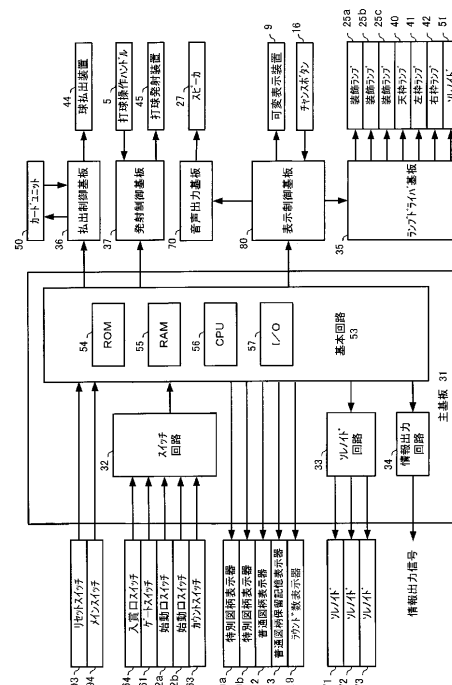 カードユニット
50
払出制御基板
36
球払出装置
44
発射制御基板
37
打球操作ハンドル
5
打球発射装置
45
音声出力基板
70
スピーカ
27
表示制御基板
80
可変表示装置
9
チャンスボタン
16
ランプドライバ基板
35
装飾ランプ
25a
装飾ランプ
25b
装飾ランプ
25c
天枠ランプ
40
左枠ランプ
41
右枠ランプ
42
ソレノイド
51
ROM
54
RAM
55
CPU
56
I/O
57
基本回路
53
主基板 31
スイッチ
回路
32
ソレノイド
回路
33
情報出力
回路
34
リセットスイッチ
93
メインスイッチ
94
入賞口スイッチ
64
ゲートスイッチ
61
始動口スイッチ
2a
始動口スイッチ
2b
カウントスイッチ
63
特別図柄表示器
特別図柄表示器
普通図柄表示器
普通図柄保留記憶表示器
ラウンド数表示器
ソレノイド
ソレノイド
ソレノイド
情報出力信号